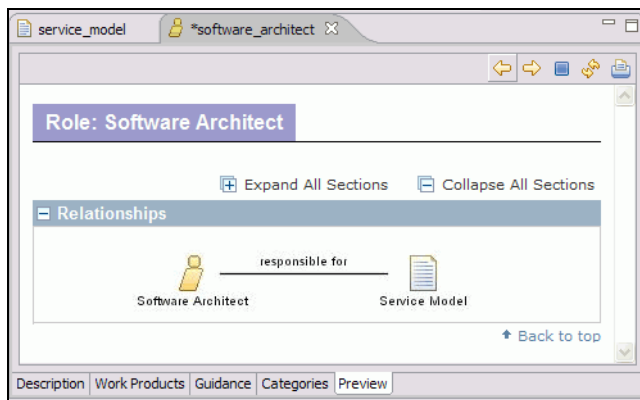 service_model *software_architect
Role: Software Architect
Expand All Sections Collapse All Sections
Relationships
responsible for
Software Architect Service Model
Back to top
Description Work Products Guidance Categories Preview